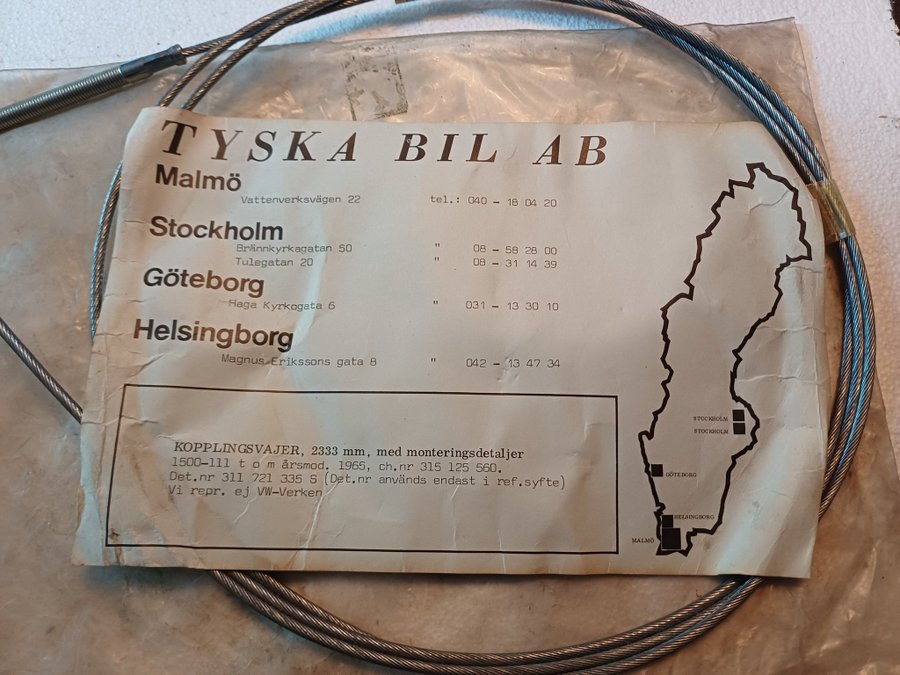 TYSKA BIL AB
Malmö
Vattenverksvägen 22 tel.: 040 - 18 04 20
Stockholm
Brännkyrkagatan 50 " 08 - 58 28 00
Tulegatan 20 " 08 - 31 14 39
Göteborg
Haga Kyrkogata 6 " 031 - 13 30 10
Helsingborg
Magnus Erikssons gata 8 " 042 - 13 47 34
STOCKHOLM
STOCKHOLM
GÖTEBORG
HELSINGBORG
MALMÖ
KOPPLINGSVAJER, 2333 mm, med monteringsdetaljer
1500-111 t o m årsmod. 1965, ch.nr 315 125 560.
Det.nr 311 721 335 S (Det.nr används endast i ref.syfte)
Vi repr. ej VW-Verken